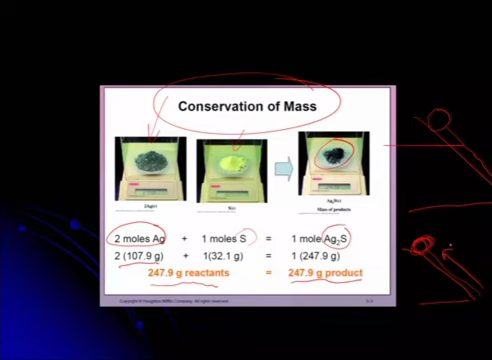 Conservation of Mass
2Ag(s)
S(s)
Ag2S(s)
Mass of products
2 moles Ag + 1 moles S = 1 mole Ag2S
2 (107.9 g) + 1(32.1 g) = 1 (247.9 g)
247.9 g reactants = 247.9 g product
Copyright © Houghton Mifflin Company. All rights reserved.